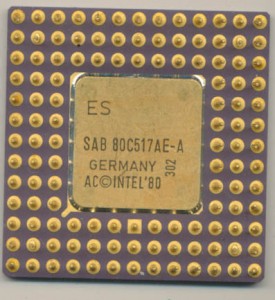 ES
SAB 80C517AE-A
GERMANY 302
AC©INTEL'80